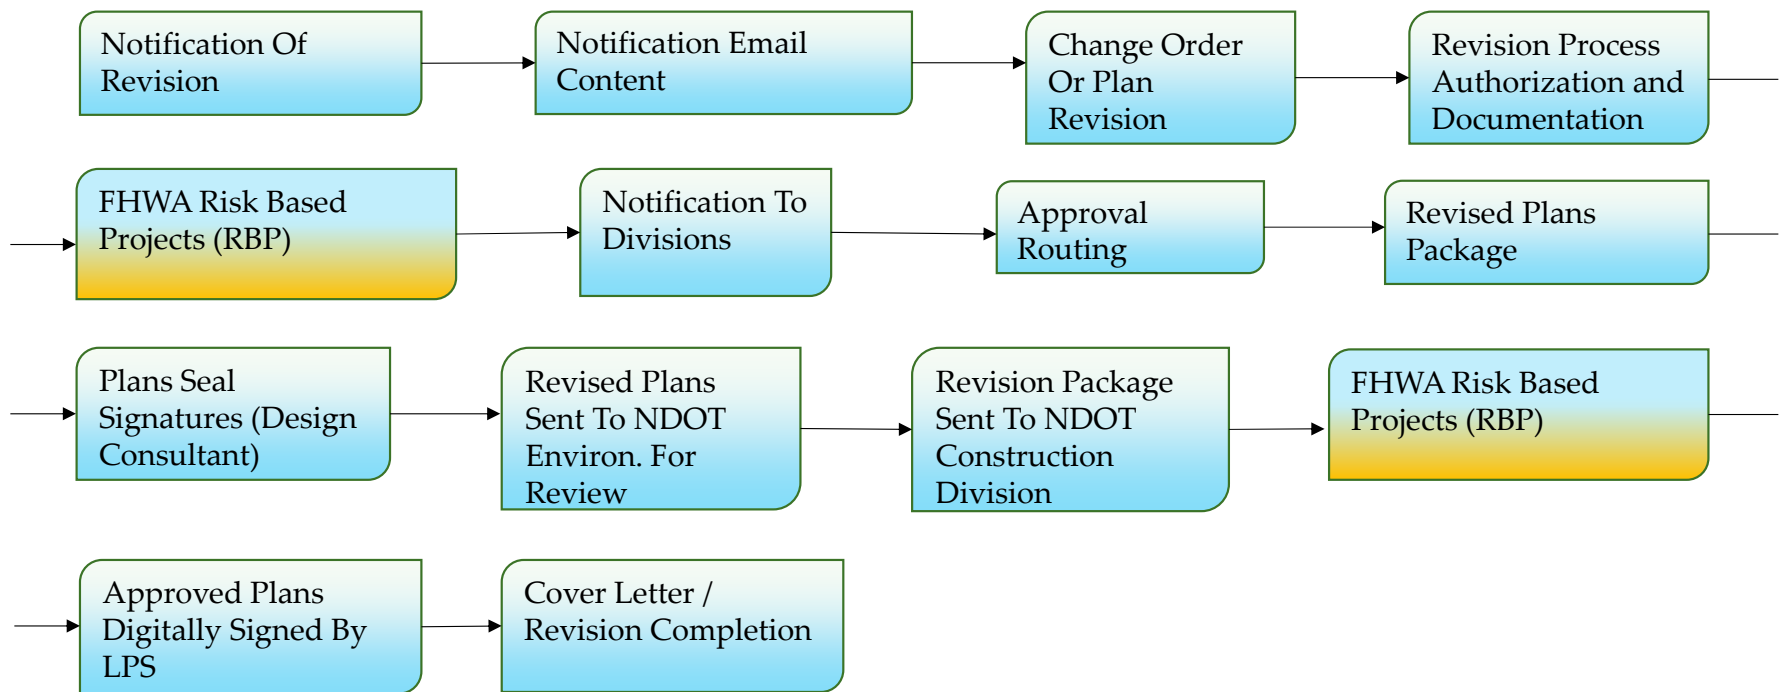 Notification Of
Revision
Notification Email
Content
Change Order
Or Plan
Revision
Revision Process
Authorization and
Documentation
FHWA Risk Based
Projects (RBP)
Notification To
Divisions
Approval
Routing
Revised Plans
Package
Plans Seal
Signatures (Design
Consultant)
Revised Plans
Sent To NDOT
Environ. For
Review
Revision Package
Sent To NDOT
Construction
Division
FHWA Risk Based
Projects (RBP)
Approved Plans
Digitally Signed By
LPS
Cover Letter /
Revision Completion